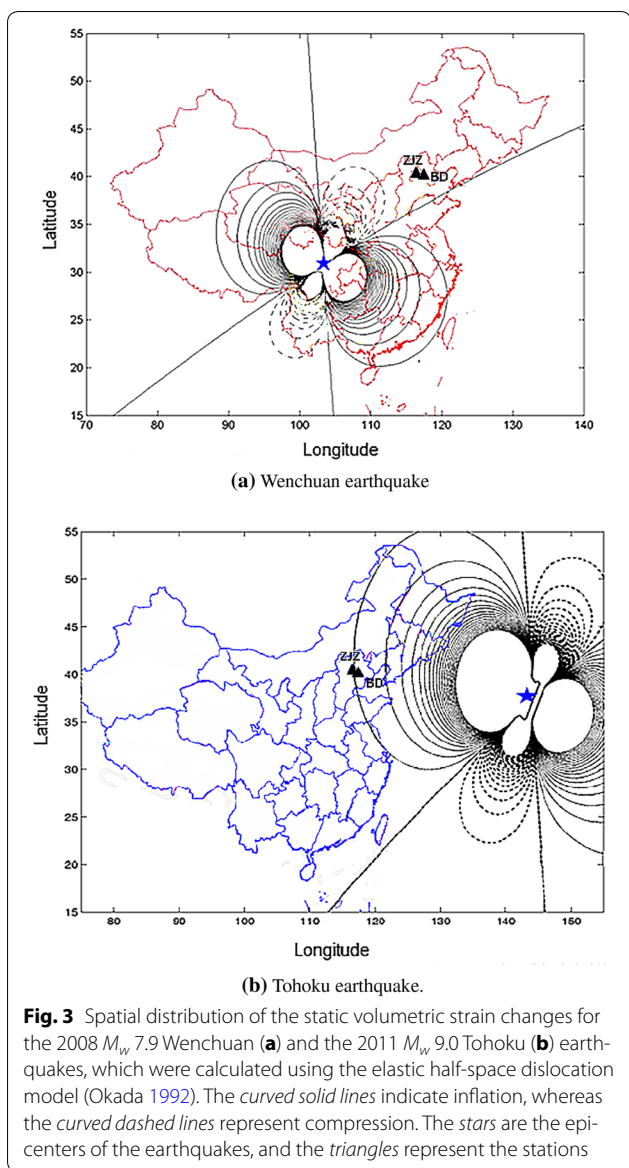 55
50
45
40
35
30
25
20
15
Latitude
ZJZ
BD
70 80 90 100 110 120 130 140
Longitude
(a) Wenchuan earthquake
55
50
45
40
35
30
25
20
15
Latitude
ZJZ
BD
80 90 100 110 120 130 140 150
Longitude
(b) Tohoku earthquake.
Fig. 3 Spatial distribution of the static volumetric strain changes for
the 2008 Mw 7.9 Wenchuan (a) and the 2011 Mw 9.0 Tohoku (b) earth-
quakes, which were calculated using the elastic half-space dislocation
model (Okada 1992). The curved solid lines indicate inflation, whereas
the curved dashed lines represent compression. The stars are the epi-
centers of the earthquakes, and the triangles represent the stations